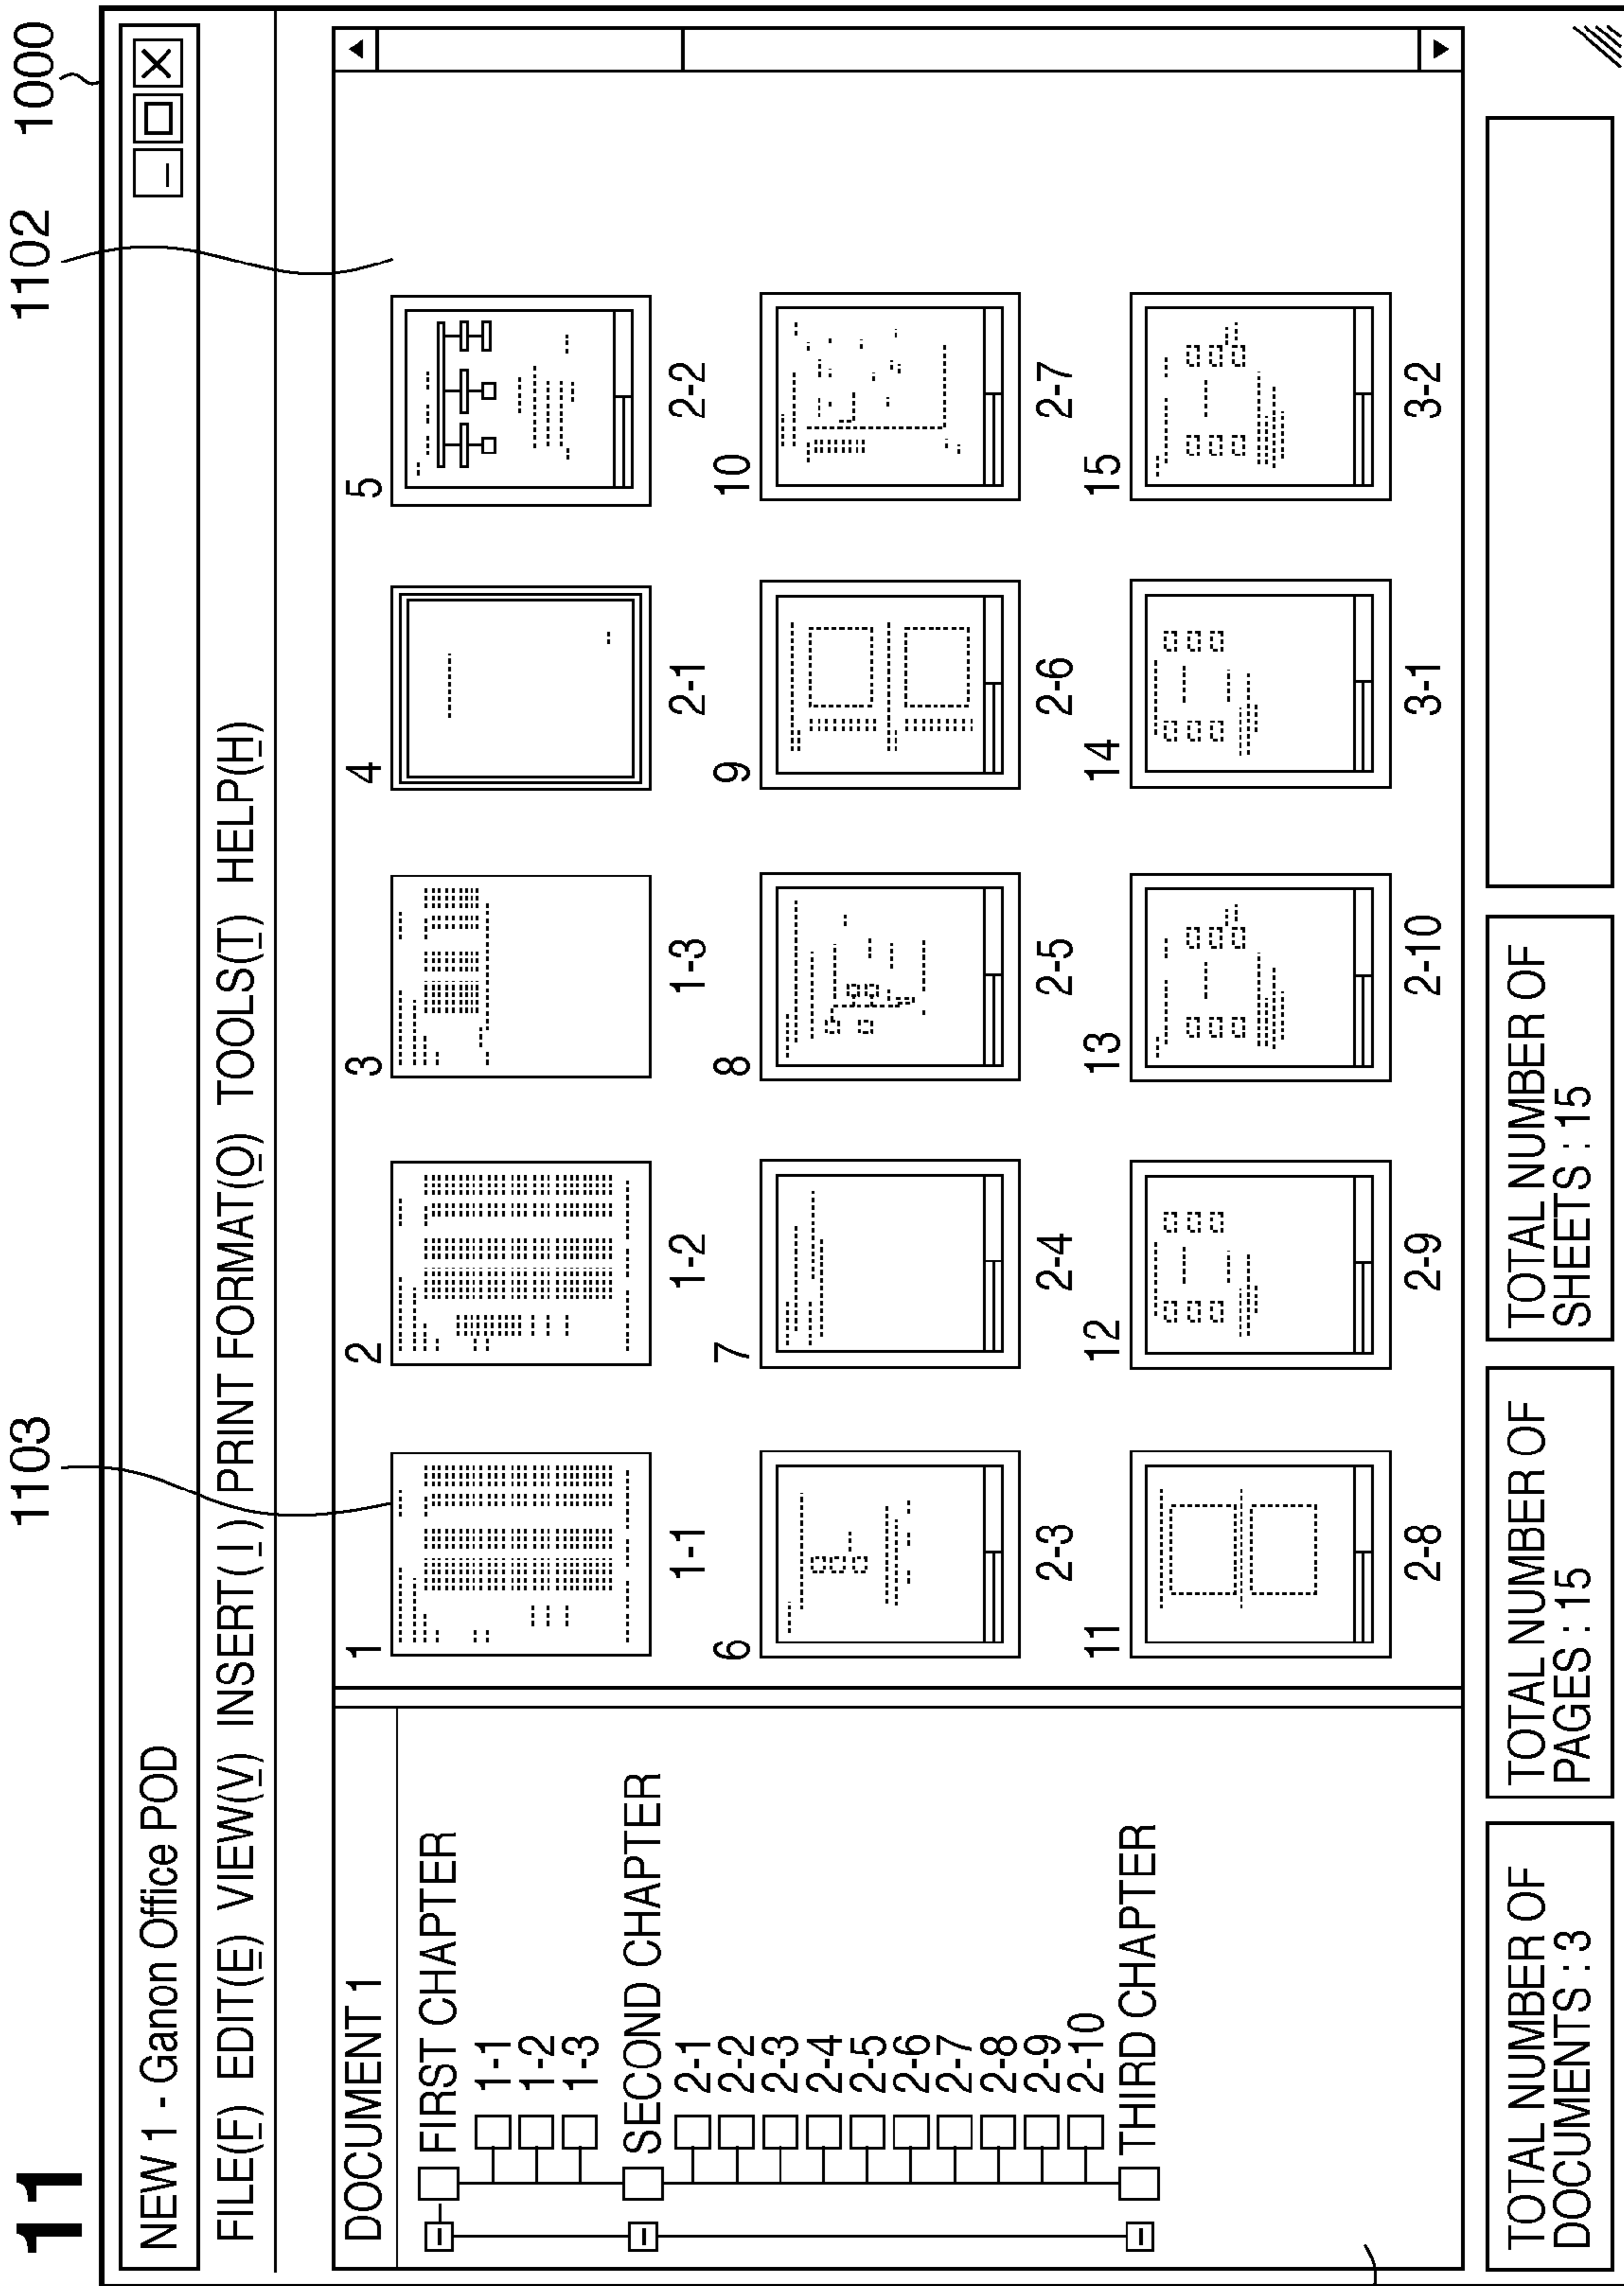 11
1103
1102
1000
NEW 1 - Ganon Office POD
FILE(F) EDIT(E) VIEW(V) INSERT(I) PRINT FORMAT(O) TOOLS(T) HELP(H)
DOCUMENT 1
FIRST CHAPTER
1-1
1-2
1-3
SECOND CHAPTER
2-1
2-2
2-3
2-4
2-5
2-6
2-7
2-8
2-9
2-10
THIRD CHAPTER
1 2 3 4 5
1-1 1-2 1-3 2-1 2-2
6 7 8 9 10
2-3 2-4 2-5 2-6 2-7
11 12 13 14 15
2-8 2-9 2-10 3-1 3-2
TOTAL NUMBER OF
DOCUMENTS : 3
TOTAL NUMBER OF
PAGES : 15
TOTAL NUMBER OF
SHEETS : 15